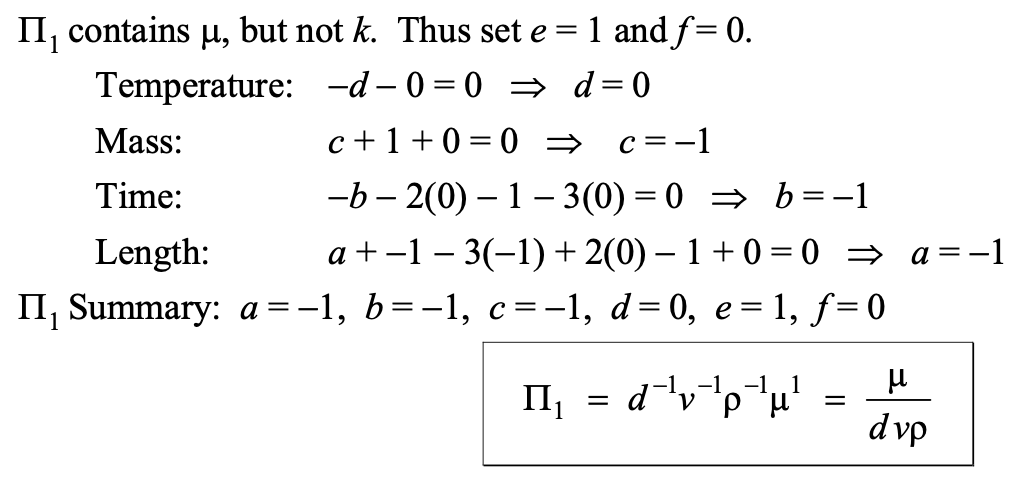 Π₁ contains μ, but not k. Thus set e = 1 and f = 0.
Temperature: –d – 0 = 0 ⇒ d = 0
Mass: c + 1 + 0 = 0 ⇒ c = –1
Time: –b – 2(0) – 1 – 3(0) = 0 ⇒ b = –1
Length: a + –1 – 3(–1) + 2(0) – 1 + 0 = 0 ⇒ a = –1
Π₁ Summary: a = –1, b = –1, c = –1, d = 0, e = 1, f = 0
Π₁ = d⁻¹v⁻¹ρ⁻¹μ¹ = μ / dvρ